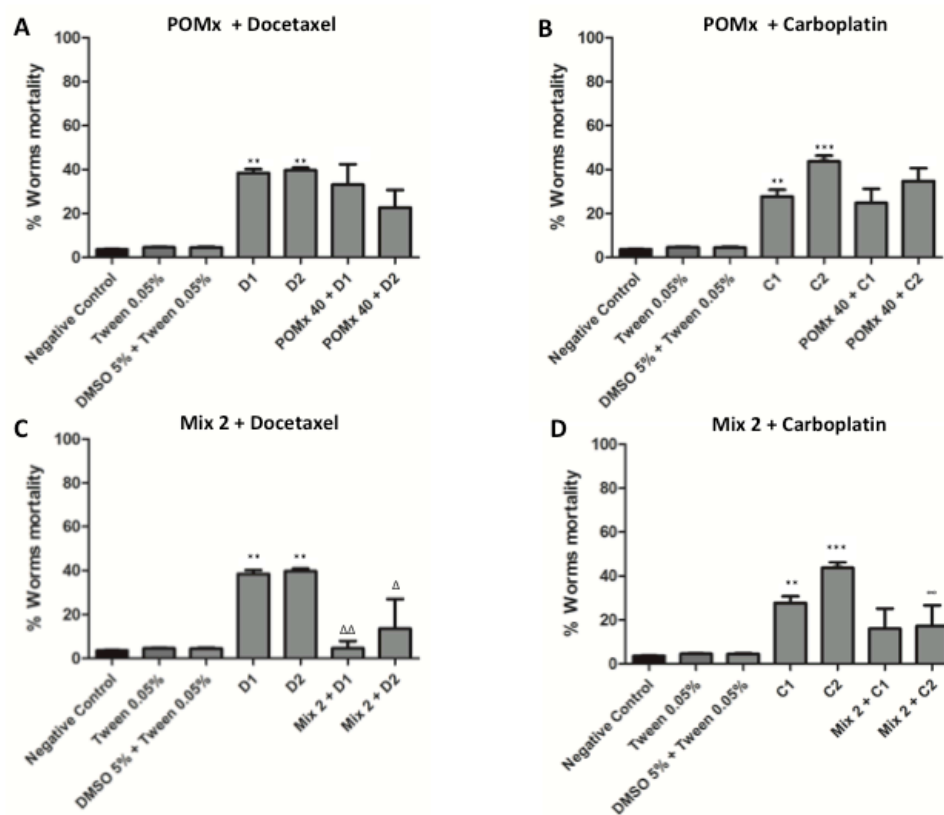 A
POMx + Docetaxel
% Worms mortality
100
80
60
40
20
0
**
**
Negative Control
Tween 0.05%
DMSO 5% + Tween 0.05%
D1
D2
POMx 40 + D1
POMx 40 + D2
B
POMx + Carboplatin
% Worms mortality
100
80
60
40
20
0
**
***
Negative Control
Tween 0.05%
DMSO 5% + Tween 0.05%
C1
C2
POMx 40 + C1
POMx 40 + C2
C
Mix 2 + Docetaxel
% Worms mortality
100
80
60
40
20
0
**
**
ΔΔ
Δ
Negative Control
Tween 0.05%
DMSO 5% + Tween 0.05%
D1
D2
Mix 2 + D1
Mix 2 + D2
D
Mix 2 + Carboplatin
% Worms mortality
100
80
60
40
20
0
**
***
Negative Control
Tween 0.05%
DMSO 5% + Tween 0.05%
C1
C2
Mix 2 + C1
Mix 2 + C2